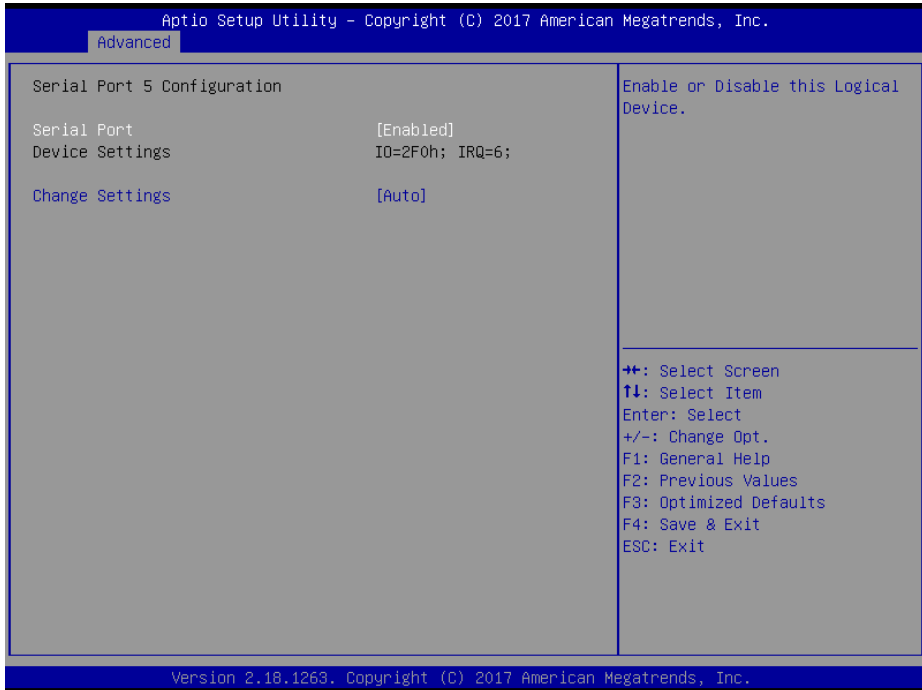 Aptio Setup Utility – Copyright (C) 2017 American Megatrends, Inc.
Advanced
Serial Port 5 Configuration
Serial Port [Enabled]
Device Settings IO=2F0h; IRQ=6;
Change Settings [Auto]
Enable or Disable this Logical
Device.
→←: Select Screen
↑↓: Select Item
Enter: Select
+/-: Change Opt.
F1: General Help
F2: Previous Values
F3: Optimized Defaults
F4: Save & Exit
ESC: Exit
Version 2.18.1263. Copyright (C) 2017 American Megatrends, Inc.